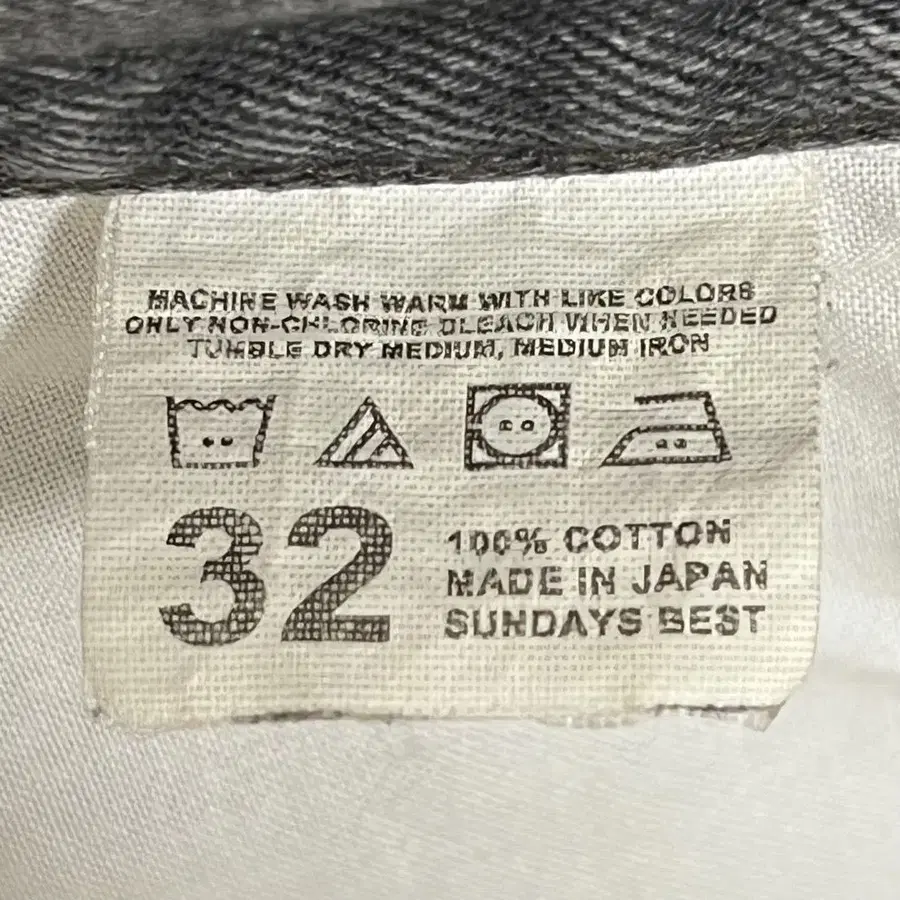 MACHINE WASH WARM WITH LIKE COLORS
ONLY NON-CHLORINE BLEACH WHEN NEEDED
TUMBLE DRY MEDIUM, MEDIUM IRON
32
100% COTTON
MADE IN JAPAN
SUNDAYS BEST